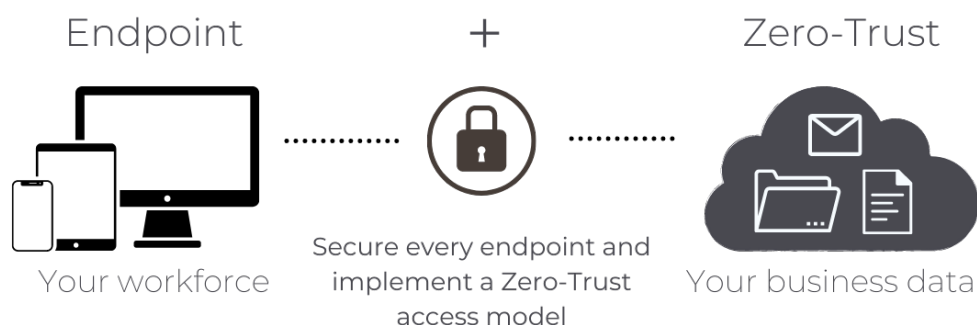 Endpoint
+
Zero-Trust
Secure every endpoint and
implement a Zero-Trust
access model
Your workforce
Your business data